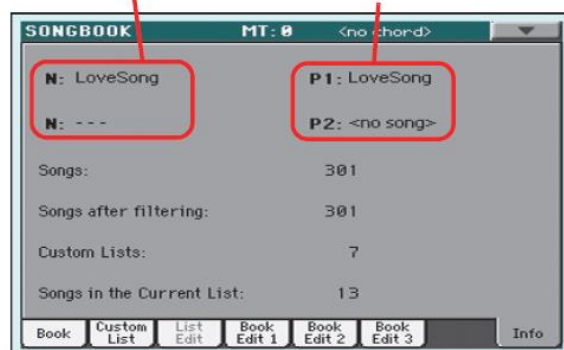 SONGBOOK MT:0 <no chord>
N: LoveSong P1: LoveSong
N: --- P2: <no song>
Songs: 301
Songs after filtering: 301
Custom Lists: 7
Songs in the Current List: 13
Book Custom List List Edit Book Edit 1 Book Edit 2 Book Edit 3 Info